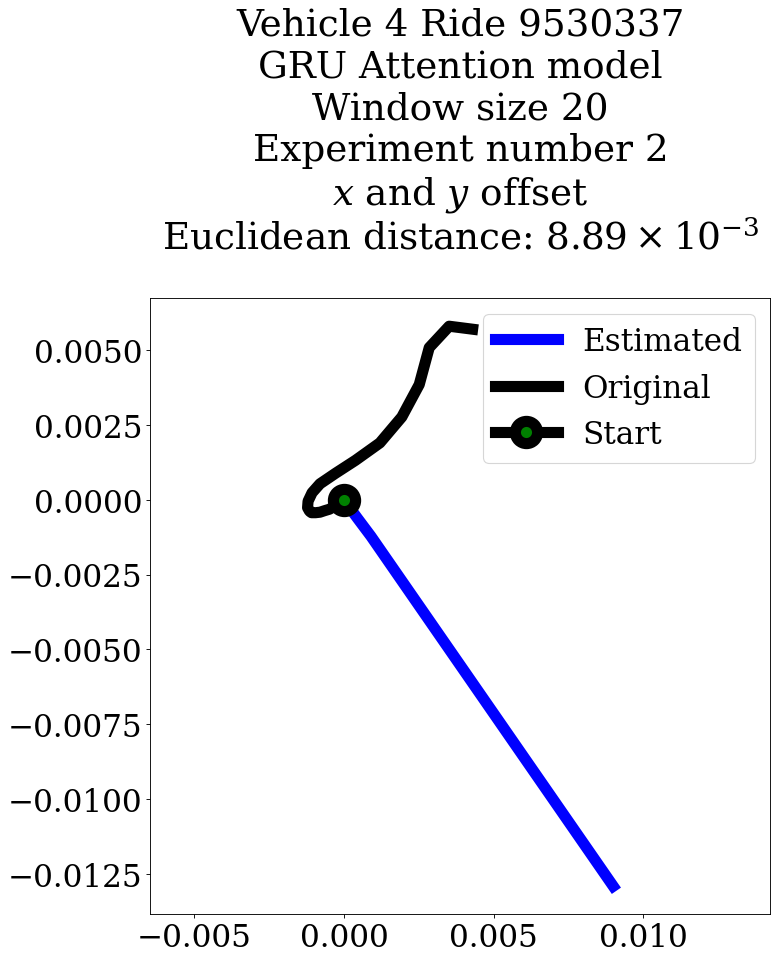 Vehicle 4 Ride 9530337
GRU Attention model
Window size 20
Experiment number 2
x and y offset
Euclidean distance: 8.89 × 10⁻³
Estimated
Original
Start
0.0050
0.0025
0.0000
−0.0025
−0.0050
−0.0075
−0.0100
−0.0125
−0.005 0.000 0.005 0.010